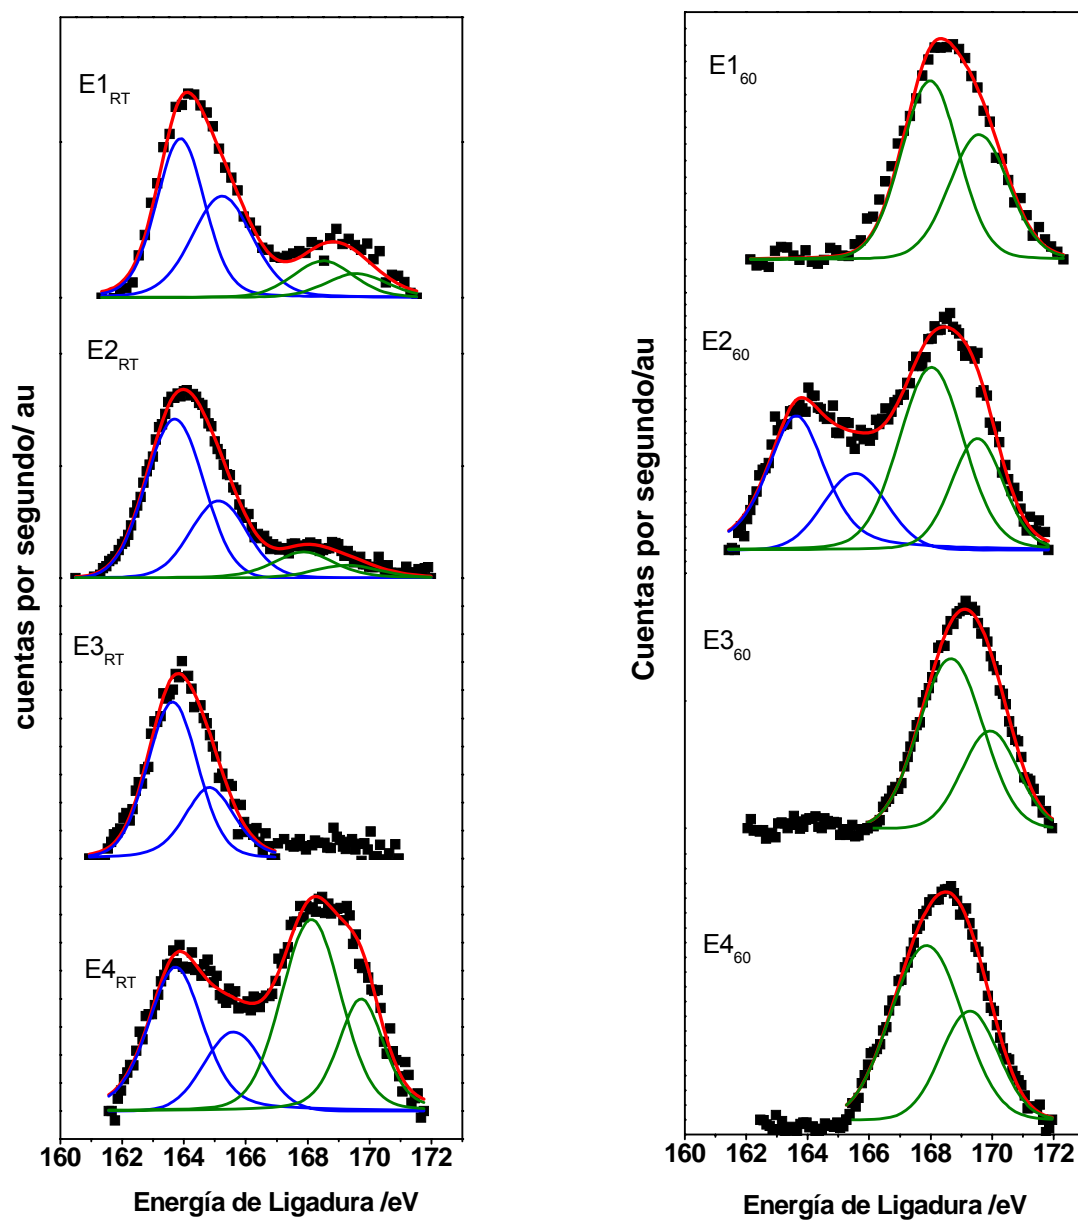 E1RT
E2RT
E3RT
E4RT
cuentas por segundo/ au
160 162 164 166 168 170 172
Energía de Ligadura /eV
E160
E260
E360
E460
Cuentas por segundo/au
160 162 164 166 168 170 172
Energía de Ligadura /eV